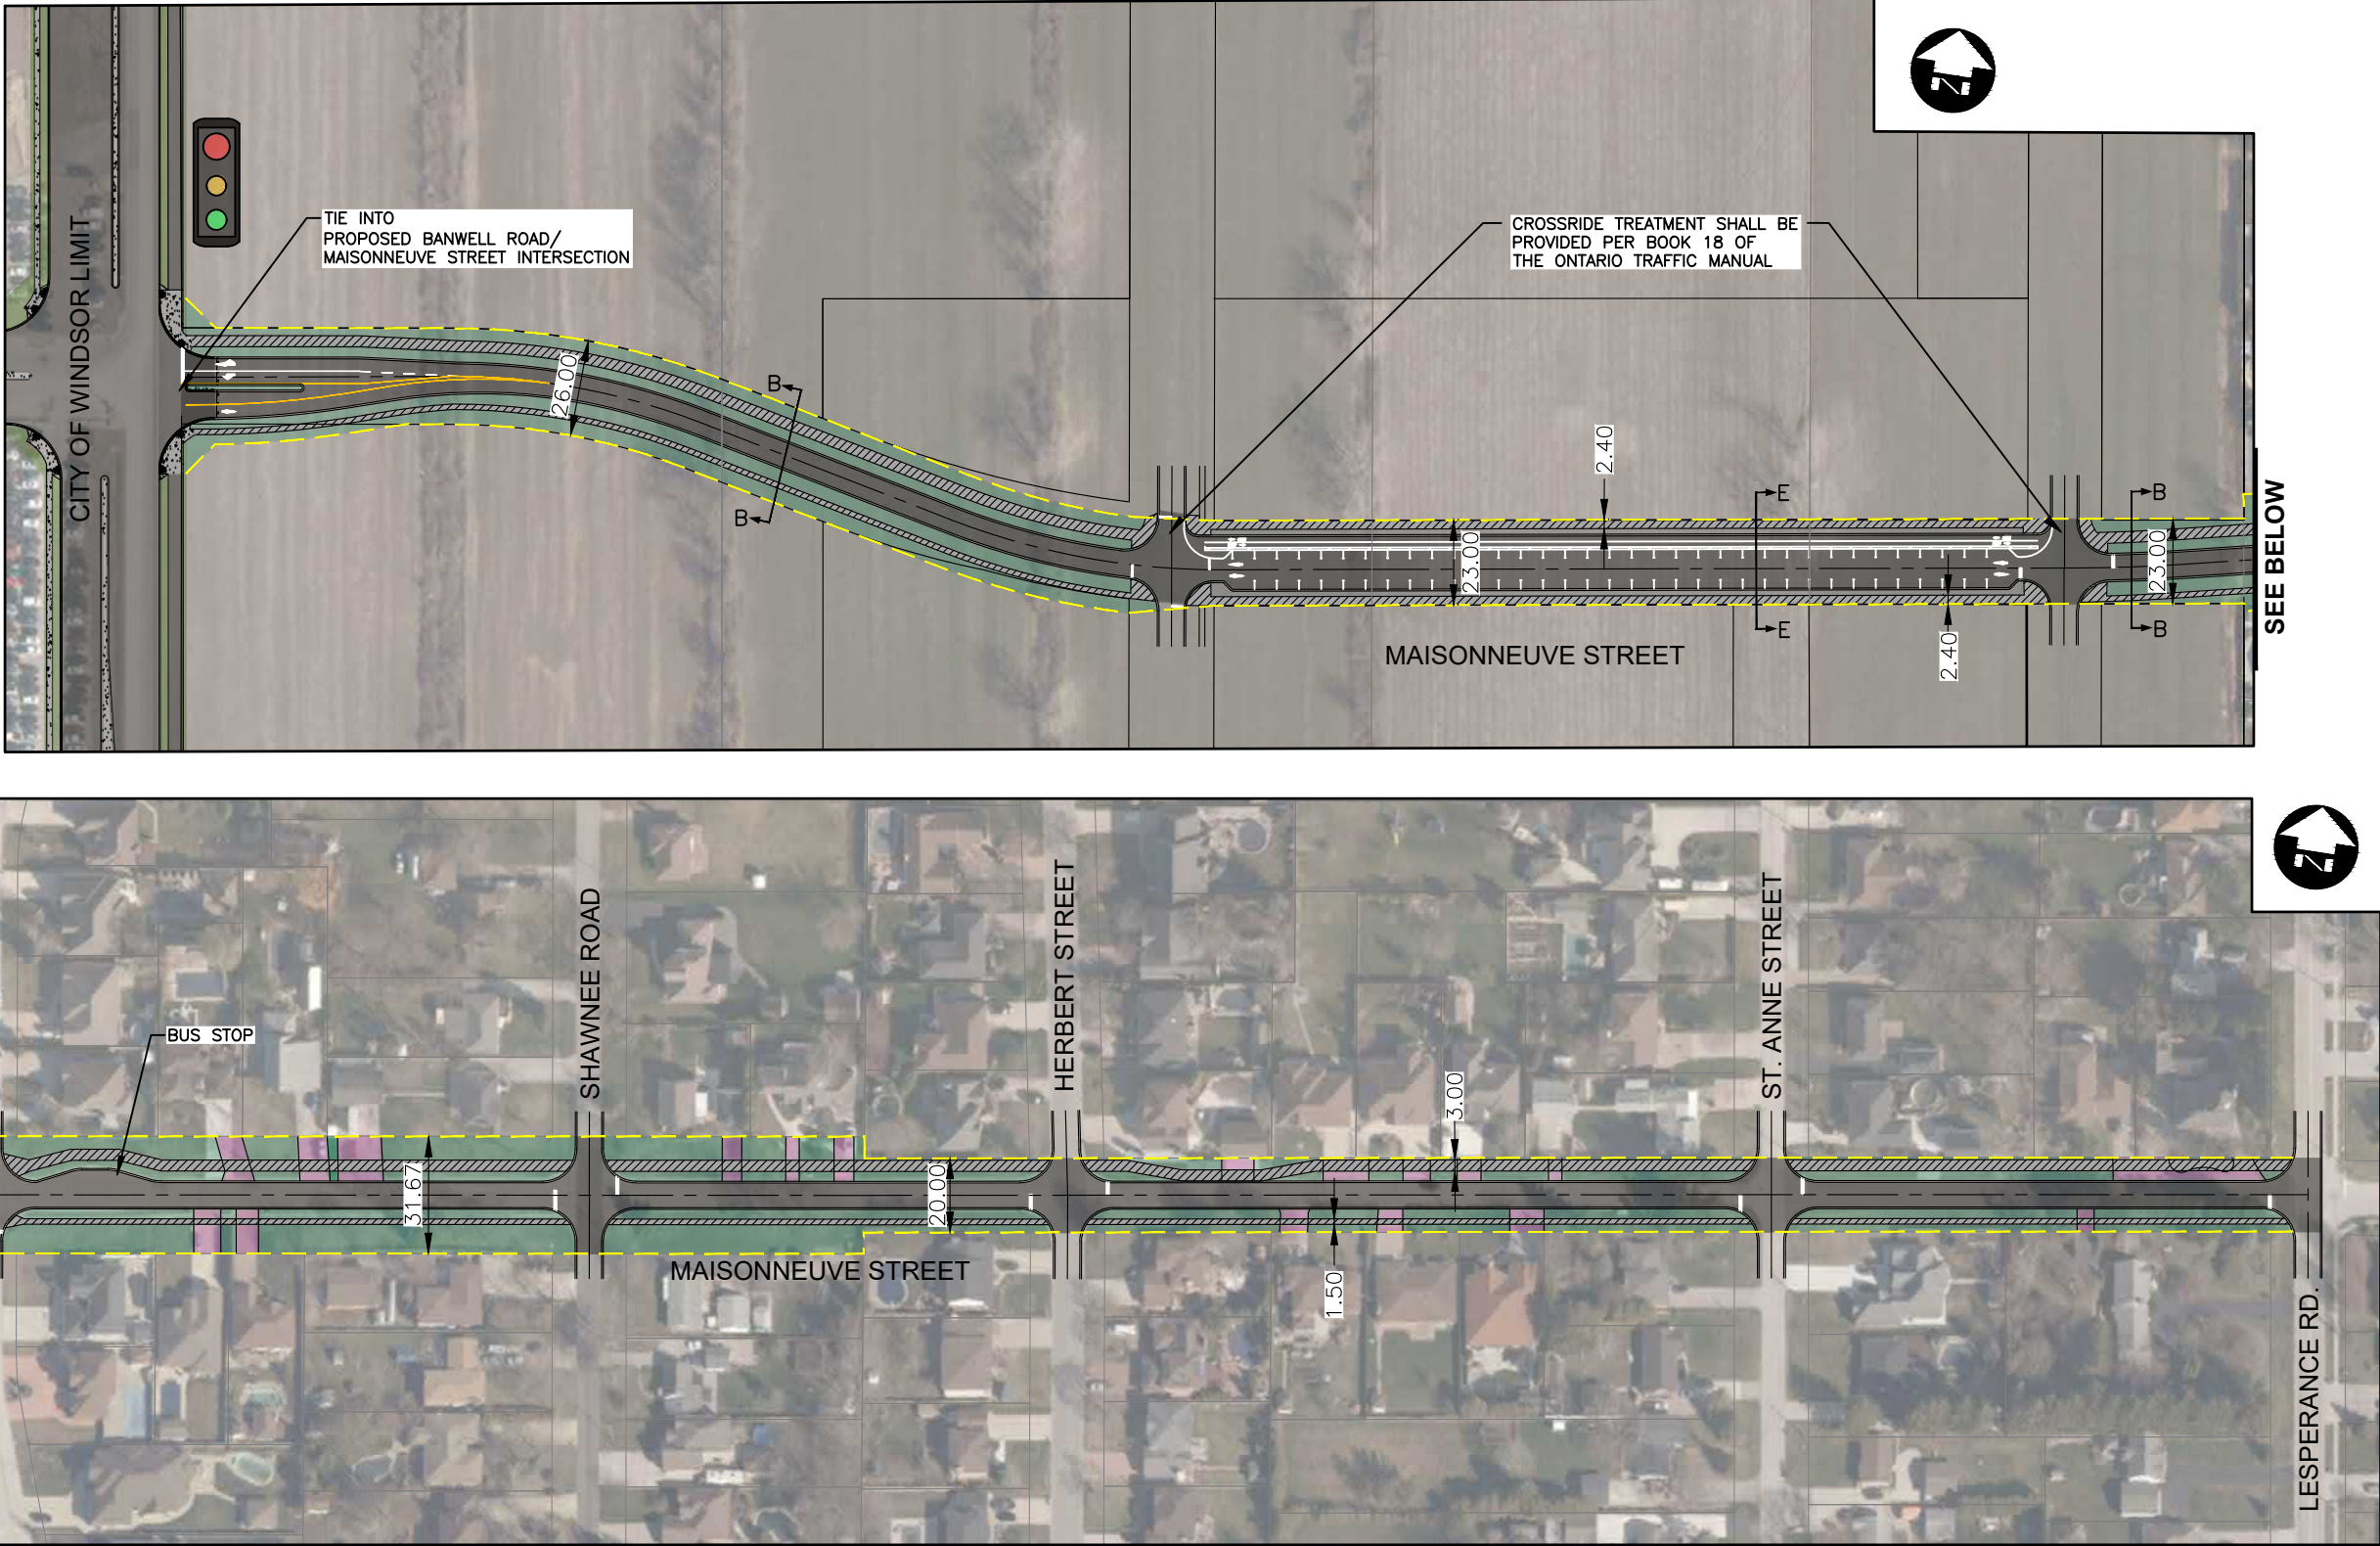 CITY OF WINDSOR LIMIT
TIE INTO
PROPOSED BANWELL ROAD/
MAISONNEUVE STREET INTERSECTION
26.00
B
B
CROSSRIDE TREATMENT SHALL BE
PROVIDED PER BOOK 18 OF
THE ONTARIO TRAFFIC MANUAL
N
2.40
23.00
E
E
2.40
B
B
23.00
MAISONNEUVE STREET
SEE BELOW
BUS STOP
31.67
SHAWNEE ROAD
20.00
MAISONNEUVE STREET
HERBERT STREET
3.00
1.50
ST. ANNE STREET
N
LESPERANCE RD.